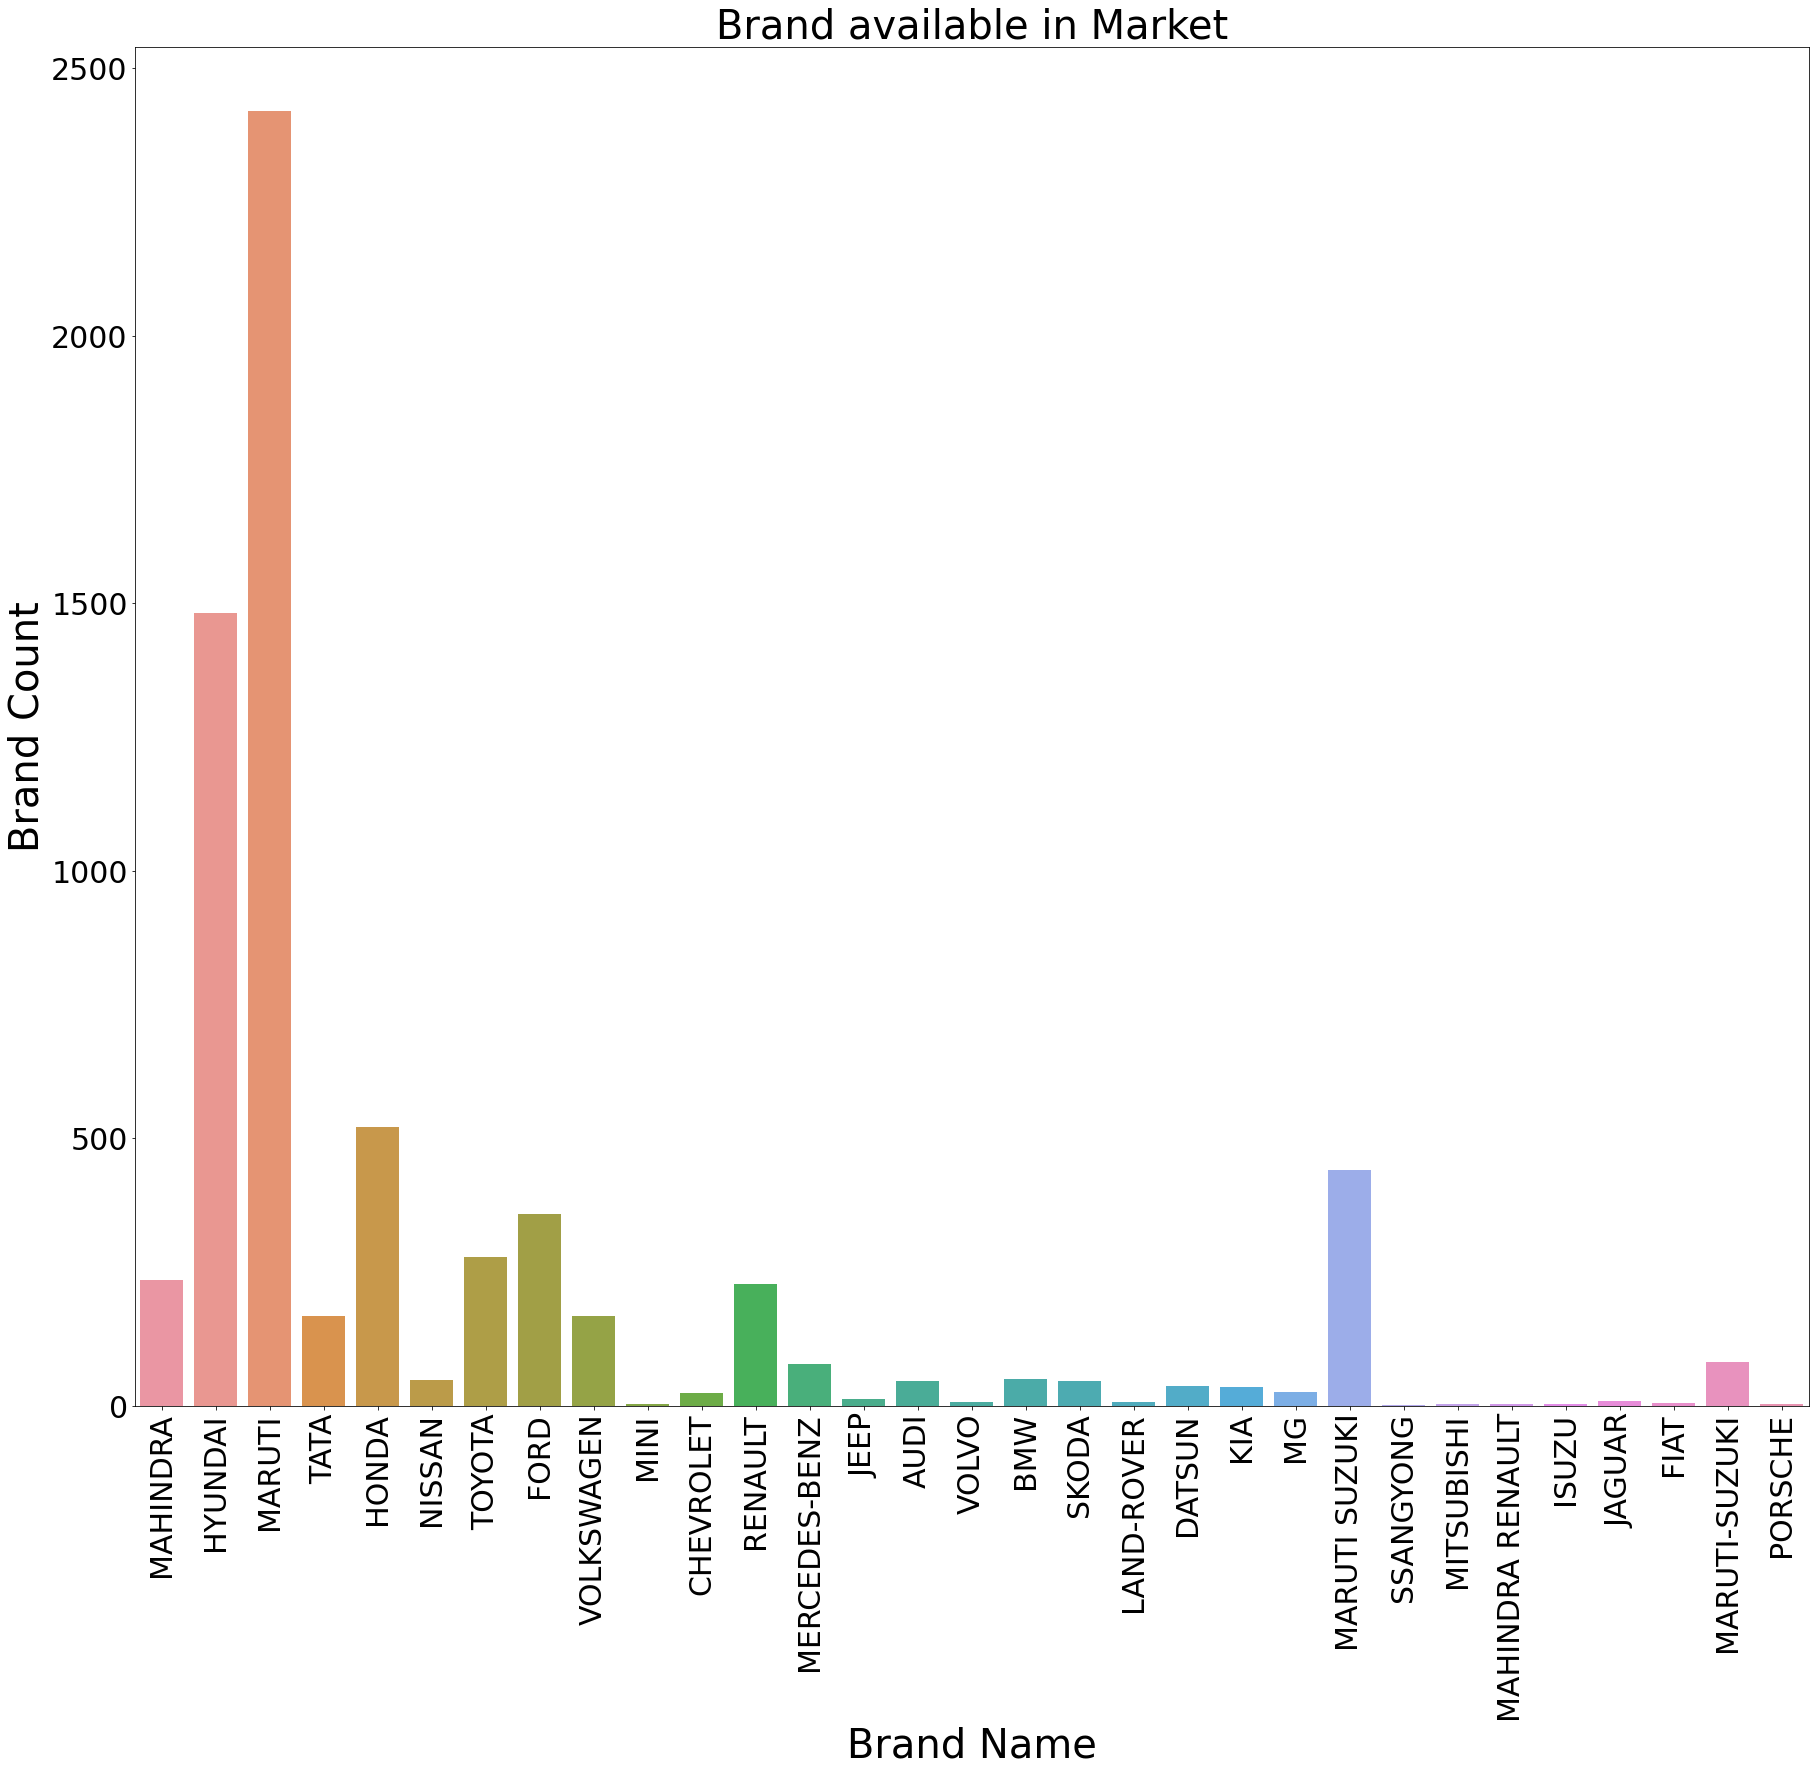 Brand available in Market
Brand Count
2500
2000
1500
1000
500
0
MAHINDRA
HYUNDAI
MARUTI
TATA
HONDA
NISSAN
TOYOTA
FORD
VOLKSWAGEN
MINI
CHEVROLET
RENAULT
MERCEDES-BENZ
JEEP
AUDI
VOLVO
BMW
SKODA
LAND-ROVER
DATSUN
KIA
MG
MARUTI SUZUKI
SSANGYONG
MITSUBISHI
MAHINDRA RENAULT
ISUZU
JAGUAR
FIAT
MARUTI-SUZUKI
PORSCHE
Brand Name